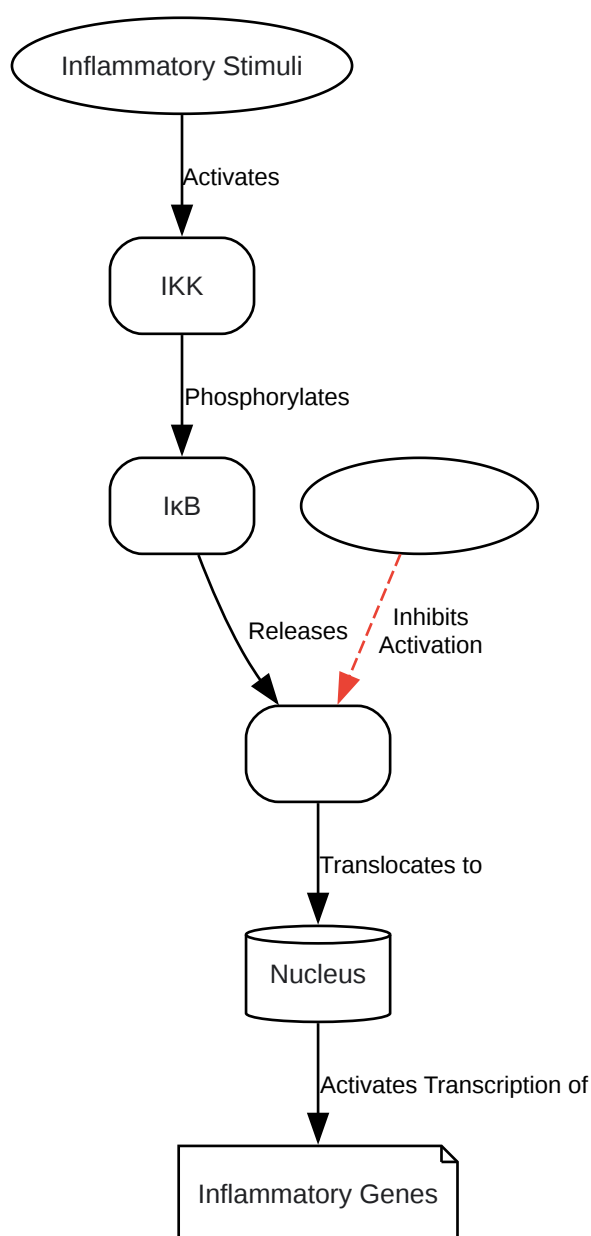 Inflammatory Stimuli
Activates
IKK
Phosphorylates
IκB
Releases
Inhibits
Activation
Translocates to
Nucleus
Activates Transcription of
Inflammatory Genes